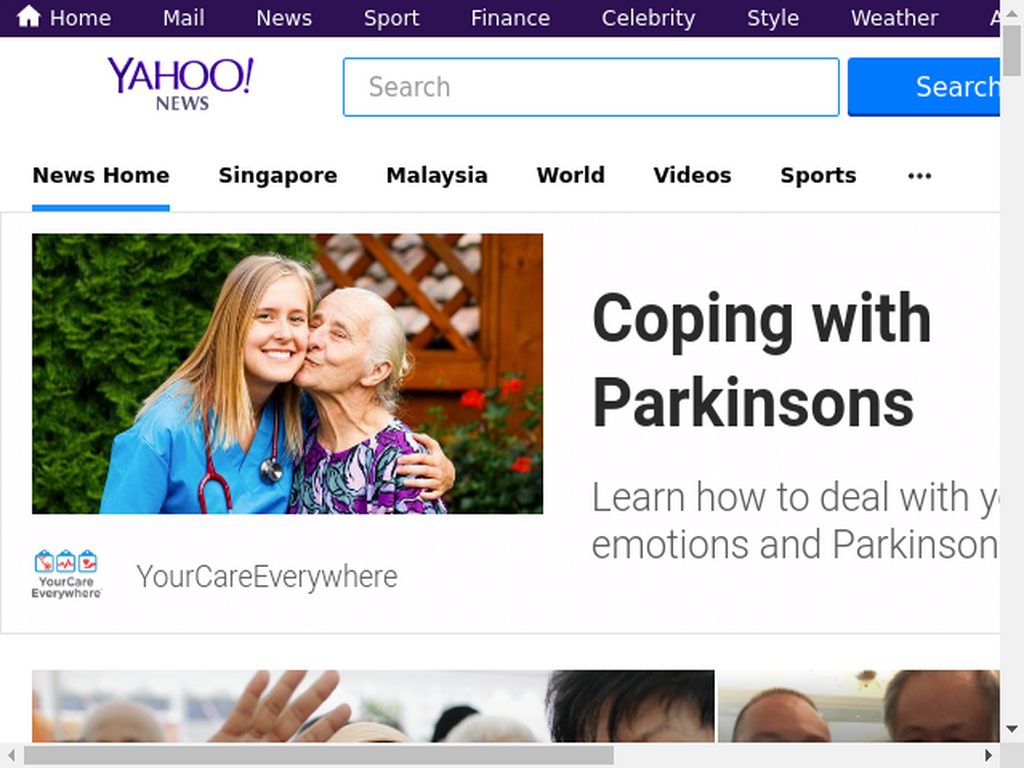 Home Mail News Sport Finance Celebrity Style Weather
YAHOO!
NEWS
Search
Search
News Home Singapore Malaysia World Videos Sports •••
Coping with
Parkinsons
Learn how to deal with
emotions and Parkinson
YourCare
Everywhere
YourCareEverywhere